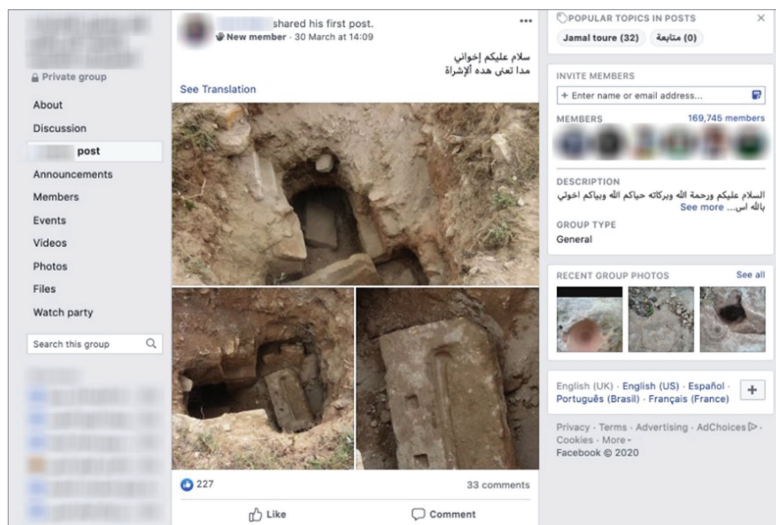 Private group
About
Discussion
post
Announcements
Members
Events
Videos
Photos
Files
Watch party
Search this group
shared his first post.
New member · 30 March at 14:09
سلام عليكم إخواني
مدا تعنى هده ألإشراة
See Translation
227
33 comments
Like
Comment
POPULAR TOPICS IN POSTS
Jamal toure (32)
متابعة (0)
INVITE MEMBERS
+ Enter name or email address...
MEMBERS
169,745 members
DESCRIPTION
السلام عليكم ورحمة الله وبركاته حياكم الله وبياكم اخوتي
بالله اس... See more
GROUP TYPE
General
RECENT GROUP PHOTOS
See all
English (UK) · English (US) · Español ·
Português (Brasil) · Français (France)
Privacy · Terms · Advertising · AdChoices ·
Cookies · More
Facebook © 2020